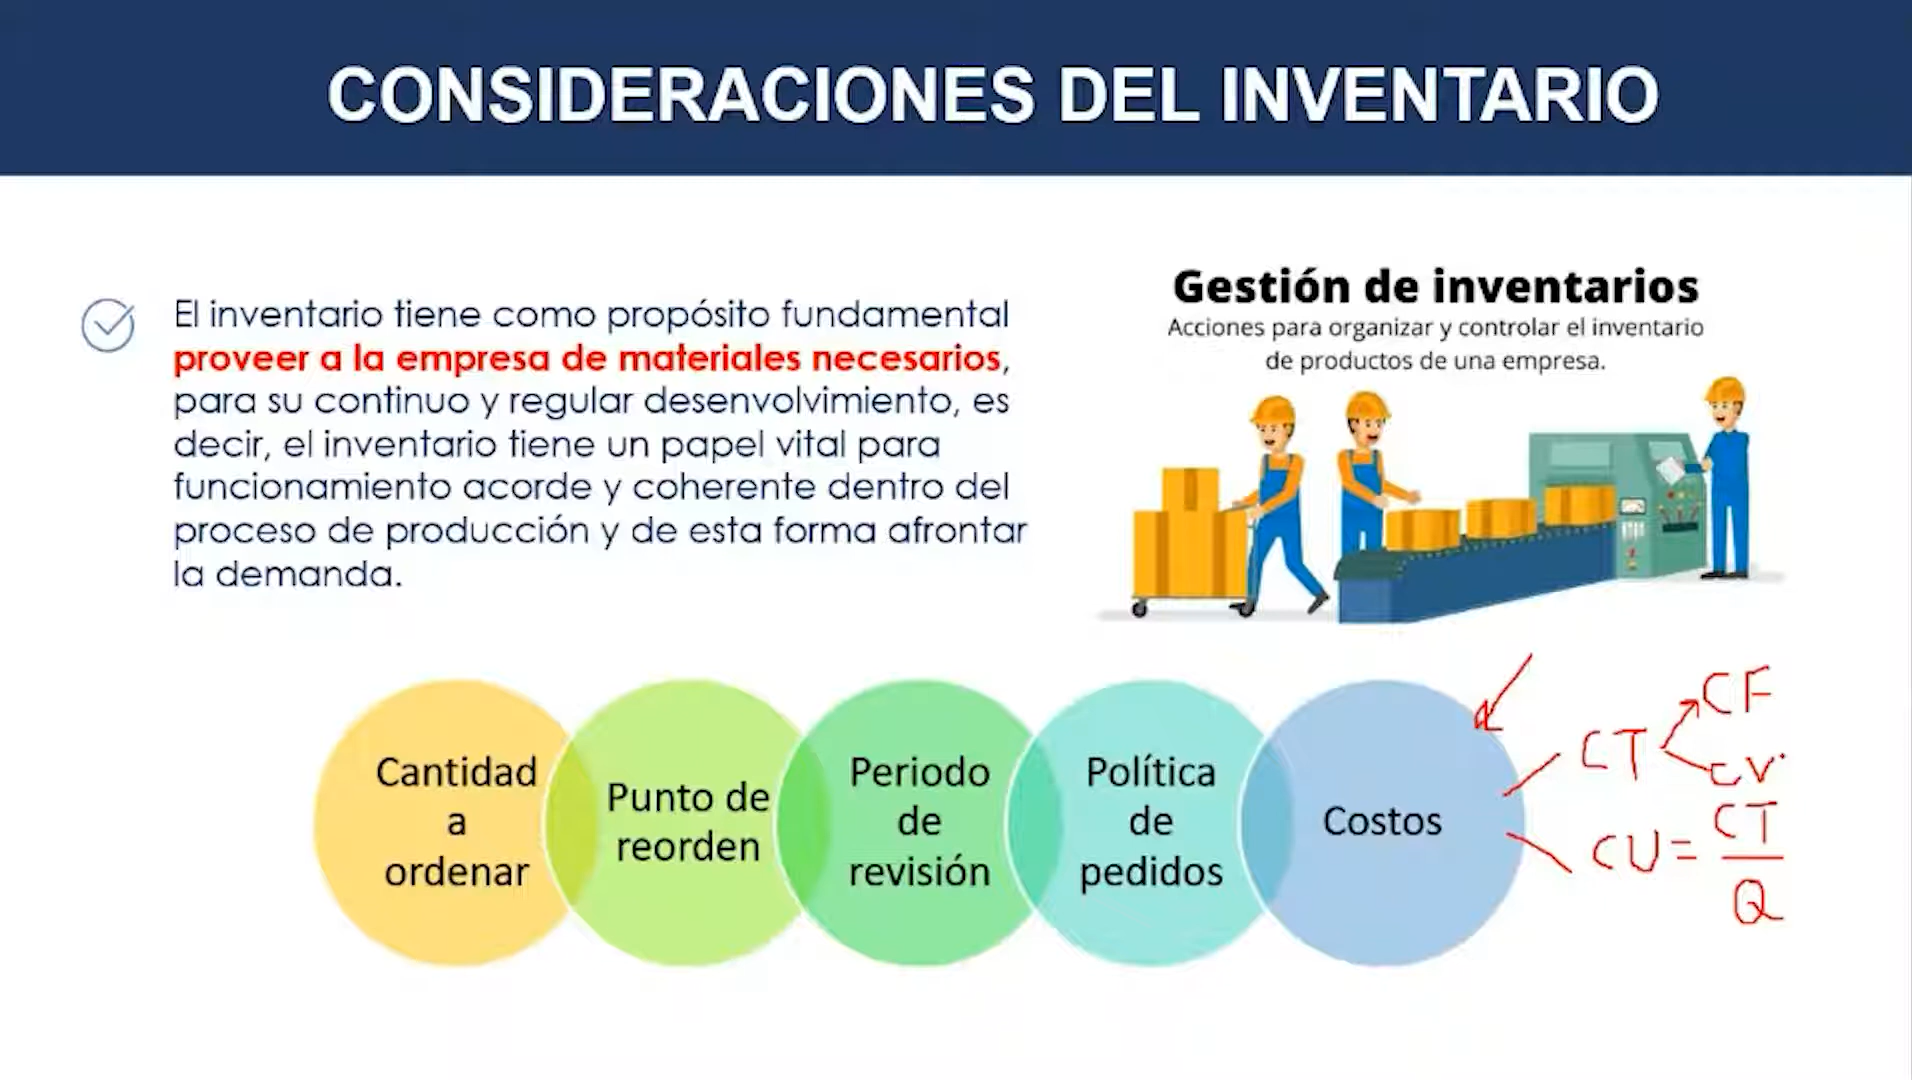 CONSIDERACIONES DEL INVENTARIO
El inventario tiene como propósito fundamental
proveer a la empresa de materiales necesarios,
para su continuo y regular desenvolvimiento, es
decir, el inventario tiene un papel vital para
funcionamiento acorde y coherente dentro del
proceso de producción y de esta forma afrontar
la demanda.
Gestión de inventarios
Acciones para organizar y controlar el inventario
de productos de una empresa.
Cantidad
a
ordenar
Punto de
reorden
Periodo
de
revisión
Política
de
pedidos
Costos
CT
CF
CV
CU = CT
Q